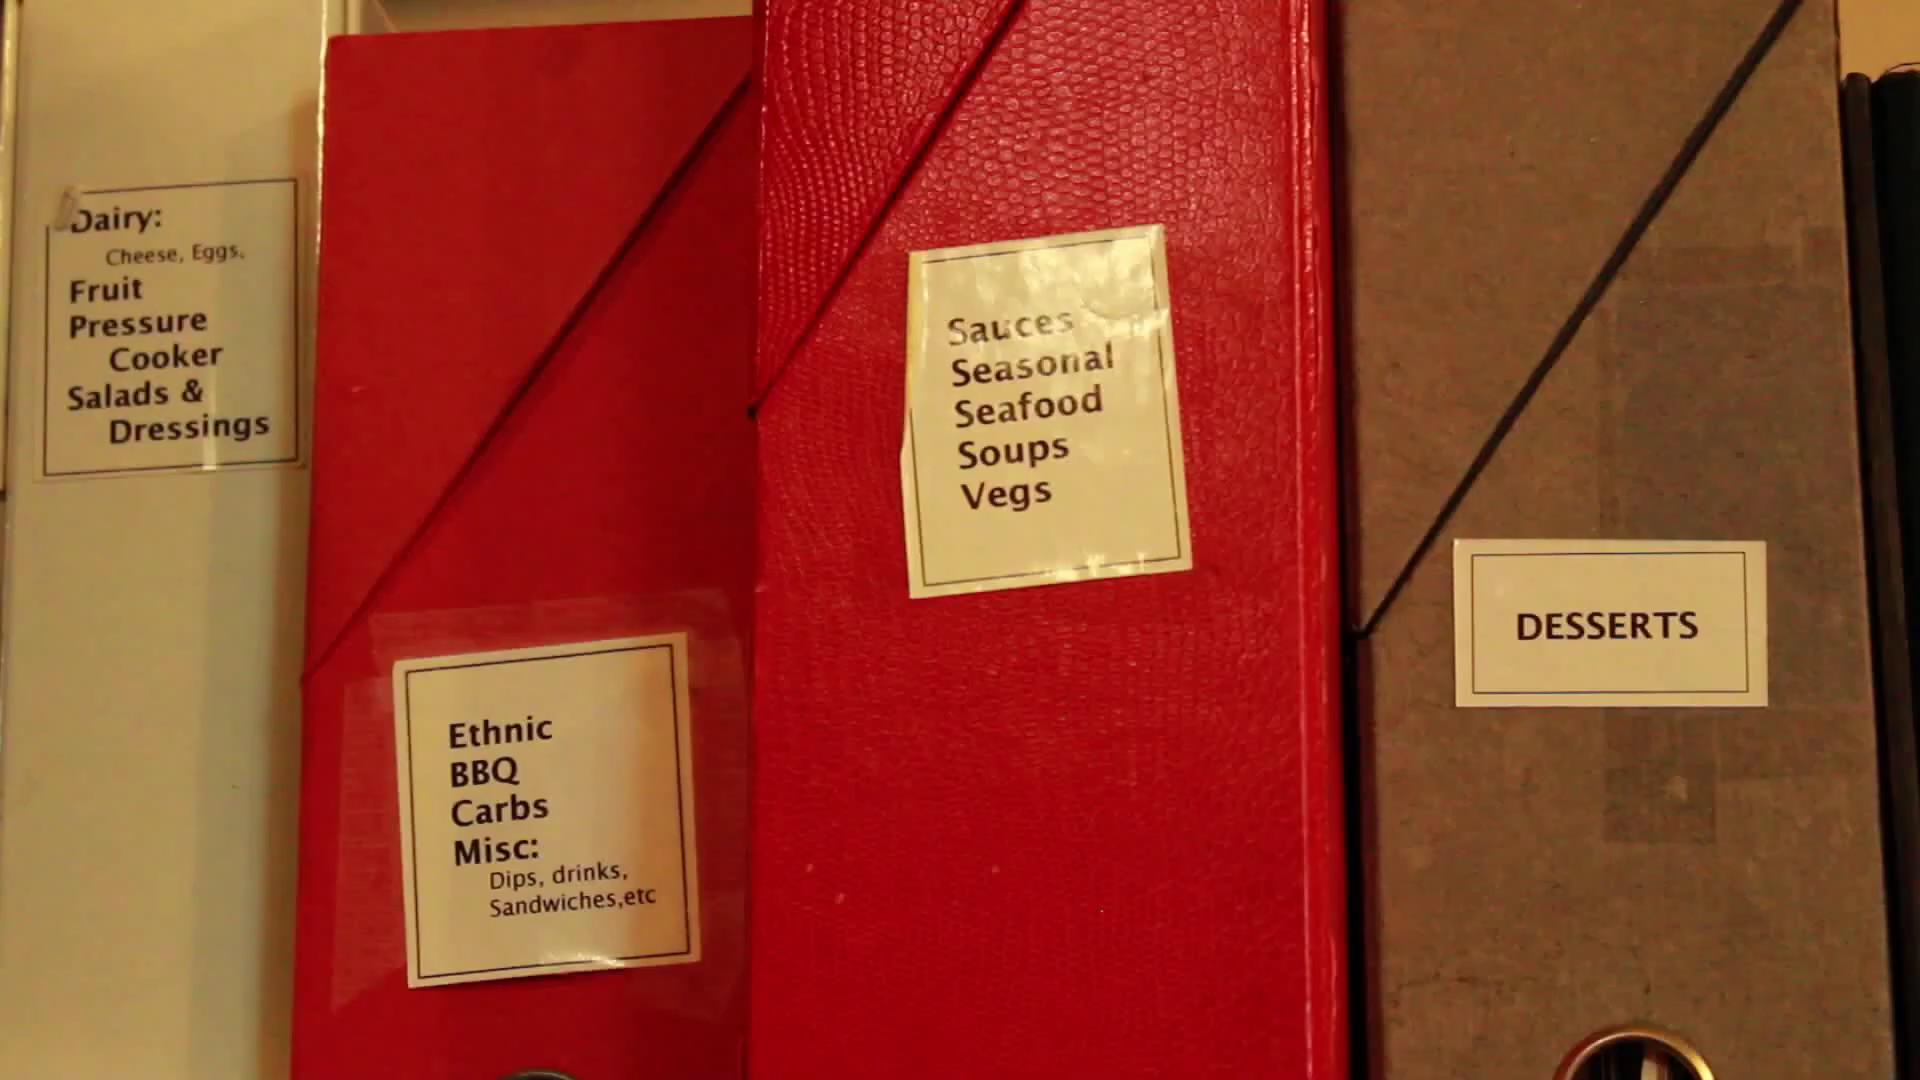 Dairy:
Cheese, Eggs,
Fruit
Pressure
Cooker
Salads &
Dressings
Ethnic
BBQ
Carbs
Misc:
Dips, drinks,
Sandwiches,etc
Sauces
Seasonal
Seafood
Soups
Vegs
DESSERTS